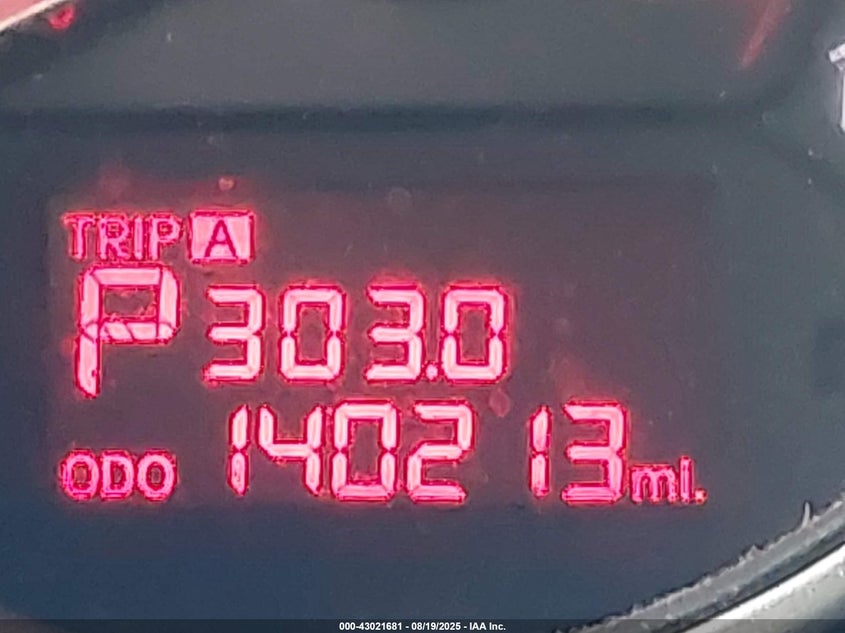 TRIP A
P 303.0
ODO 140213 mi.
000-43021681 - 08/19/2025 - IAA Inc.